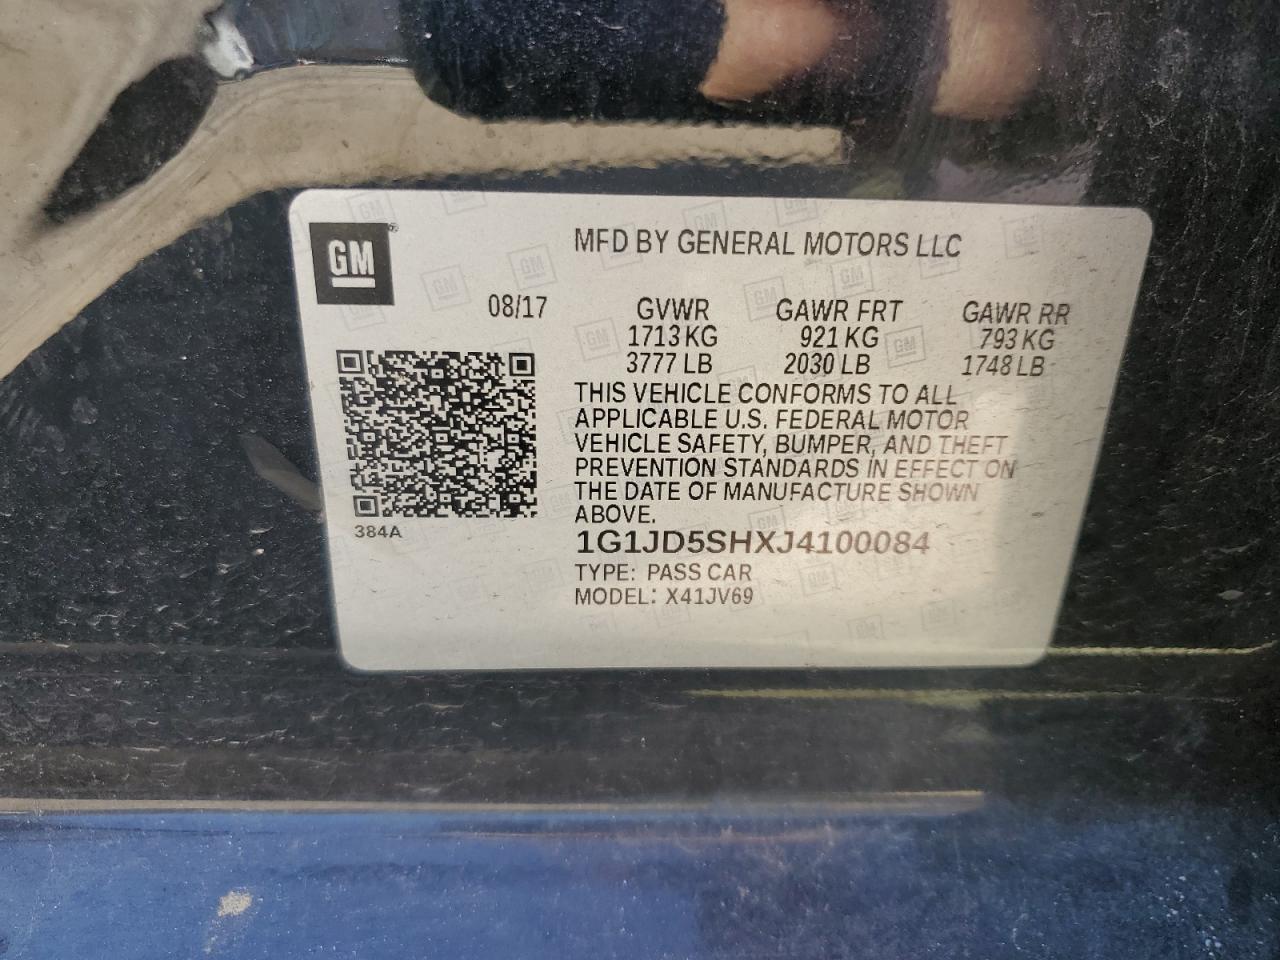 GM
MFD BY GENERAL MOTORS LLC
08/17 GVWR GAWR FRT GAWR RR
1713 KG 921 KG 793 KG
3777 LB 2030 LB 1748 LB
THIS VEHICLE CONFORMS TO ALL
APPLICABLE U.S. FEDERAL MOTOR
VEHICLE SAFETY, BUMPER, AND THEFT
PREVENTION STANDARDS IN EFFECT ON
THE DATE OF MANUFACTURE SHOWN
ABOVE.
384A
1G1JD5SHXJ4100084
TYPE: PASS CAR
MODEL: X41JV69